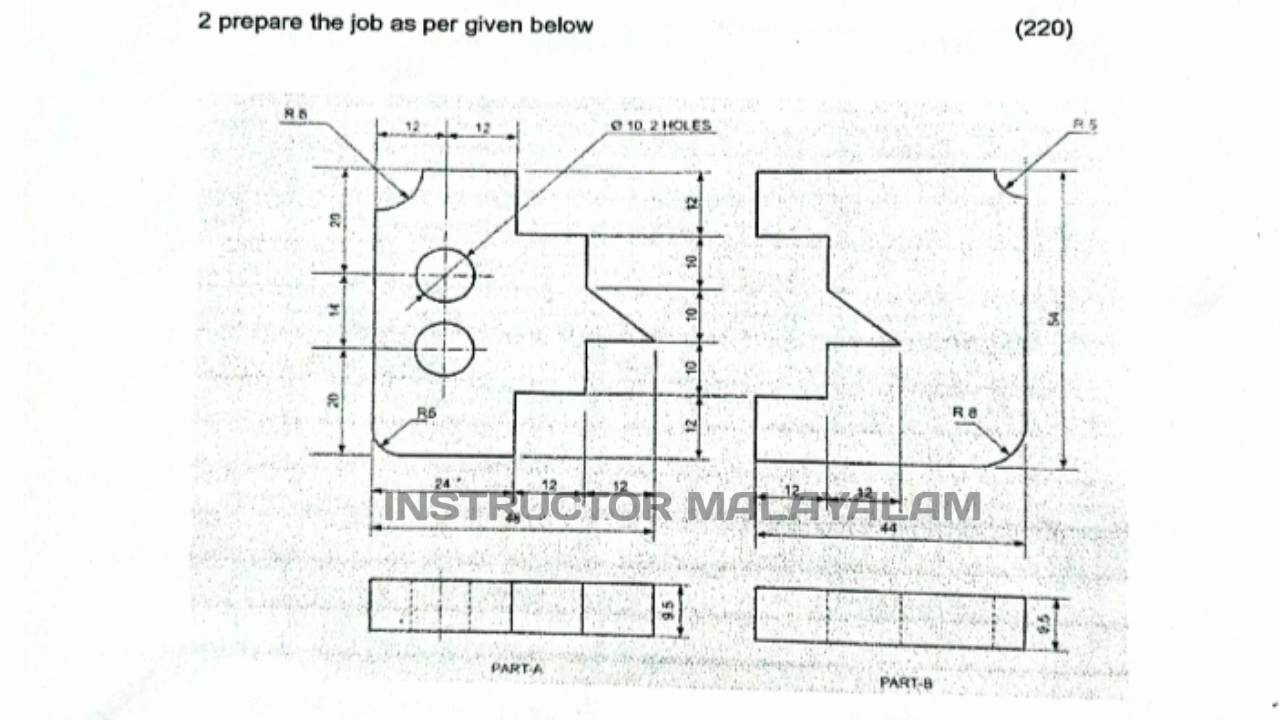 2 prepare the job as per given below (220)
R 8
12 12
Ø 10, 2 HOLES
R 5
20
14
20
12
10
10
10
12
54
R 8
24 12 12
48
12 12
44
INSTRUCTOR MALAYALAM
9.5
9.5
PART-A
PART-B